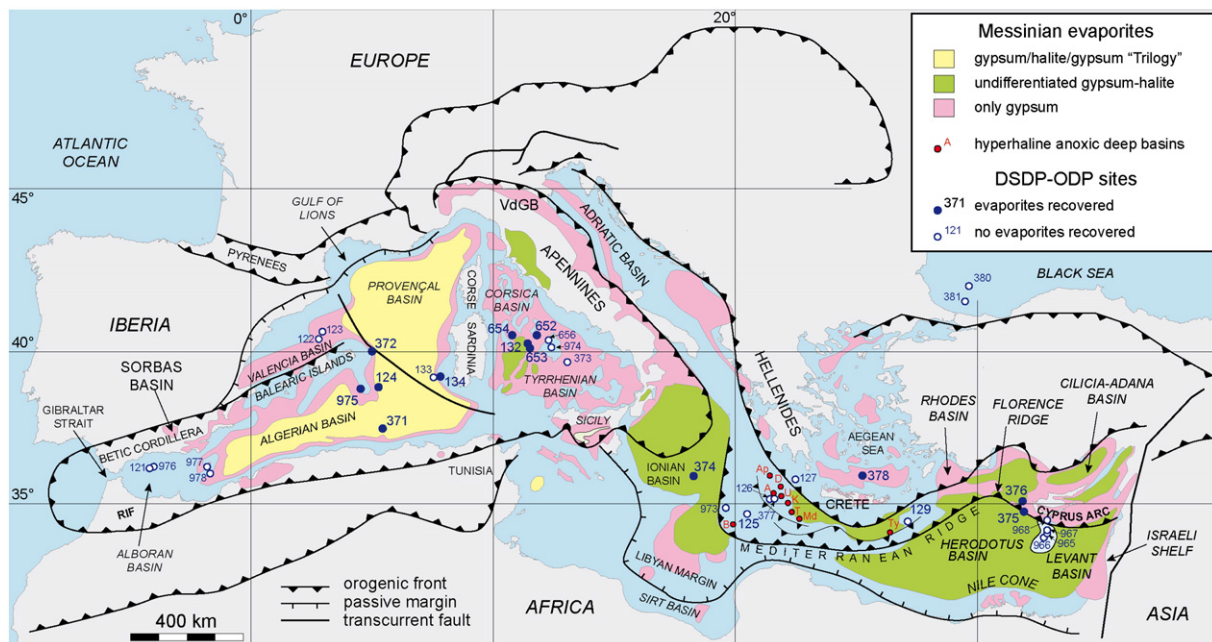 0°
20°
45°
40°
35°
EUROPE
ATLANTIC
OCEAN
GULF OF
LIONS
PYRENEES
IBERIA
SORBAS
BASIN
GIBRALTAR
STRAIT
BETIC CORDILLERA
121
976
977
978
RIF
ALBORAN
BASIN
122
123
VALENCIA BASIN
BALEARIC ISLANDS
PROVENÇAL
BASIN
372
124
975
371
ALGERIAN BASIN
133
134
TUNISIA
CORSE
SARDINIA
VdGB
APENNINES
ADRIATIC BASIN
CORSICA
BASIN
654
652
656
132
974
653
373
TYRRHENIAN
BASIN
SICILY
IONIAN
BASIN
374
HELLENIDES
AEGEAN
SEA
378
Ap
D
A
U
K
T
Md
126
127
377
973
B
125
CRETE
Ty
129
MEDITERRANEAN RIDGE
LIBYAN MARGIN
SIRT BASIN
AFRICA
RHODES
BASIN
FLORENCE
RIDGE
CILICIA-ADANA
BASIN
376
375
CYPRUS ARC
968
967
966
965
HERODOTUS
BASIN
LEVANT
BASIN
NILE CONE
ISRAELI
SHELF
ASIA
BLACK SEA
380
381
Messinian evaporites
gypsum/halite/gypsum “Trilogy”
undifferentiated gypsum-halite
only gypsum
A hyperhaline anoxic deep basins
DSDP-ODP sites
371 evaporites recovered
121 no evaporites recovered
orogenic front
passive margin
transcurrent fault
400 km